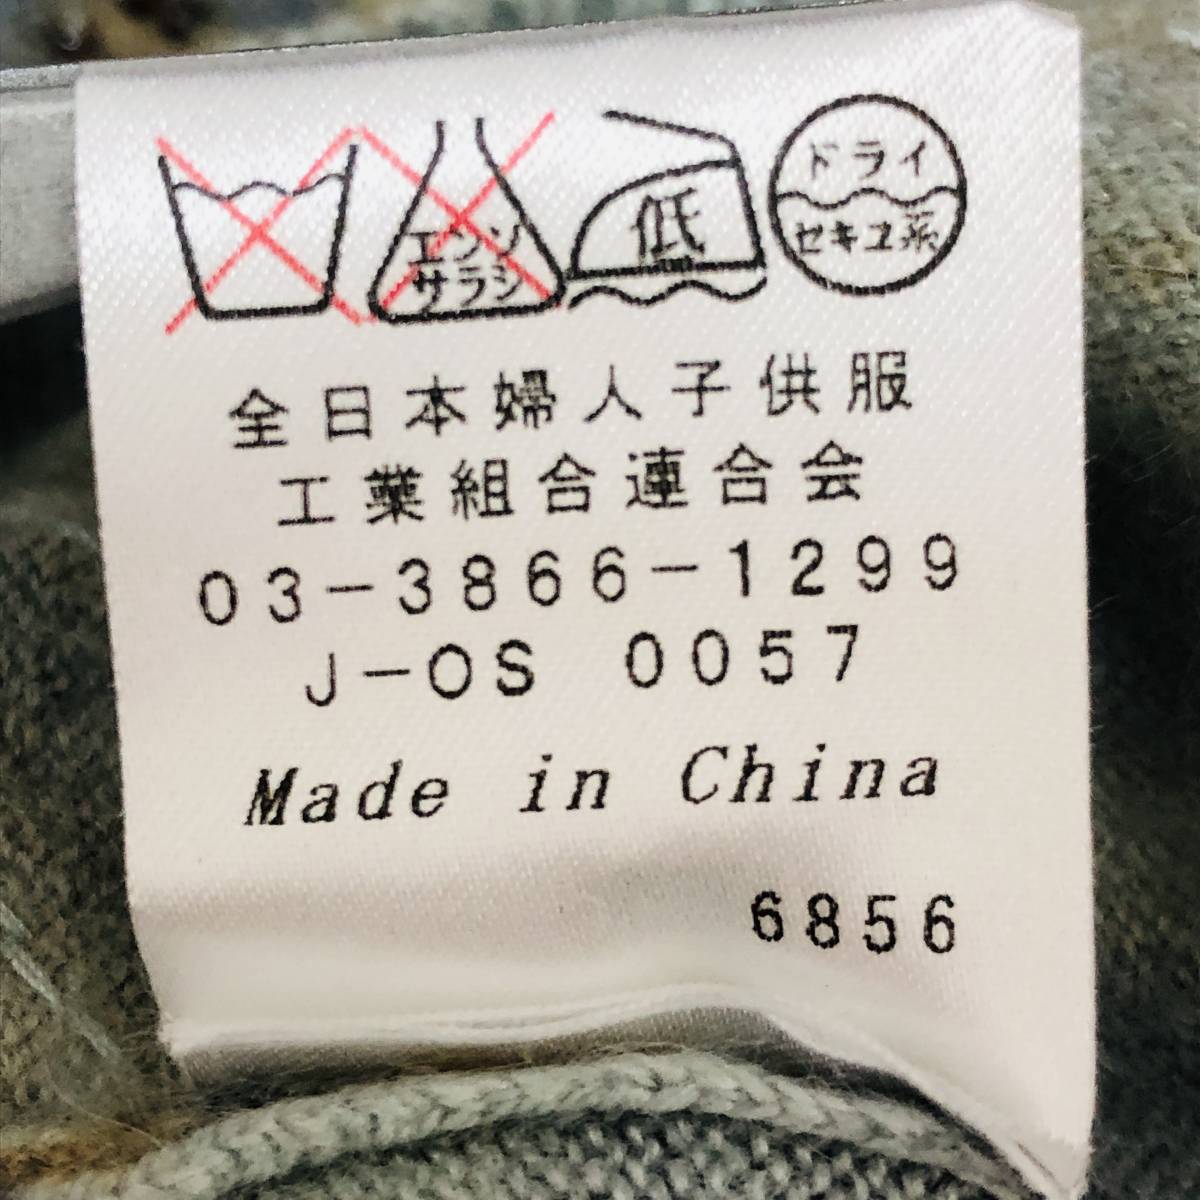 エンソ
サラシ
低
ドライ
セキユ系
全日本婦人子供服
工業組合連合会
03-3866-1299
J-OS 0057
Made in China
6856